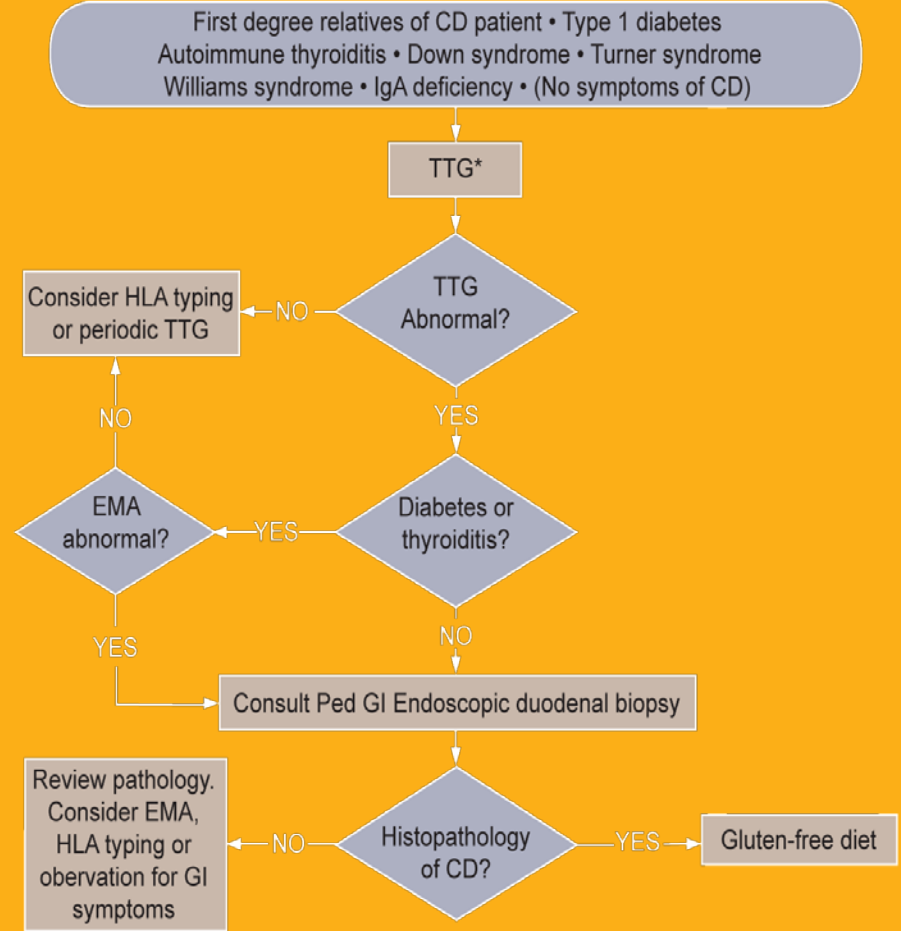 First degree relatives of CD patient • Type 1 diabetes
Autoimmune thyroiditis • Down syndrome • Turner syndrome
Williams syndrome • IgA deficiency • (No symptoms of CD)
TTG*
TTG
Abnormal?
NO
Consider HLA typing
or periodic TTG
YES
NO
Diabetes or
thyroiditis?
YES
EMA
abnormal?
NO
YES
Consult Ped GI Endoscopic duodenal biopsy
Histopathology
of CD?
NO
Review pathology.
Consider EMA,
HLA typing or
obervation for GI
symptoms
YES
Gluten-free diet